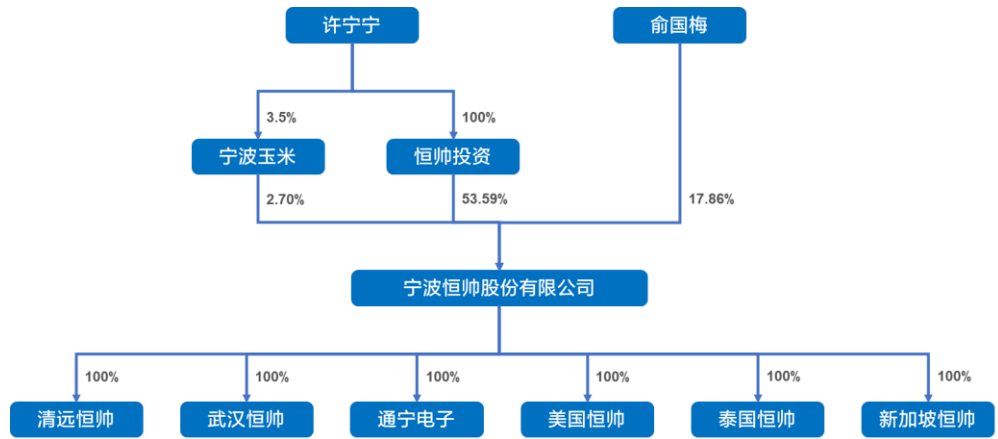 许宁宁
俞国梅
3.5%
100%
宁波玉米
恒帅投资
2.70%
53.59%
17.86%
宁波恒帅股份有限公司
100%
100%
100%
100%
100%
100%
清远恒帅
武汉恒帅
通宁电子
美国恒帅
泰国恒帅
新加坡恒帅